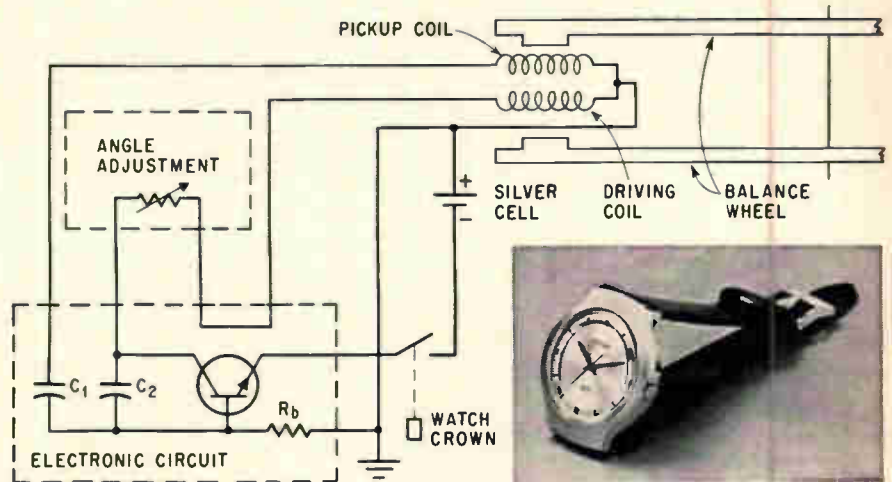 PICKUP COIL
ANGLE
ADJUSTMENT
+
-
SILVER
CELL
DRIVING
COIL
BALANCE
WHEEL
C1
C2
Rb
WATCH
CROWN
ELECTRONIC CIRCUIT